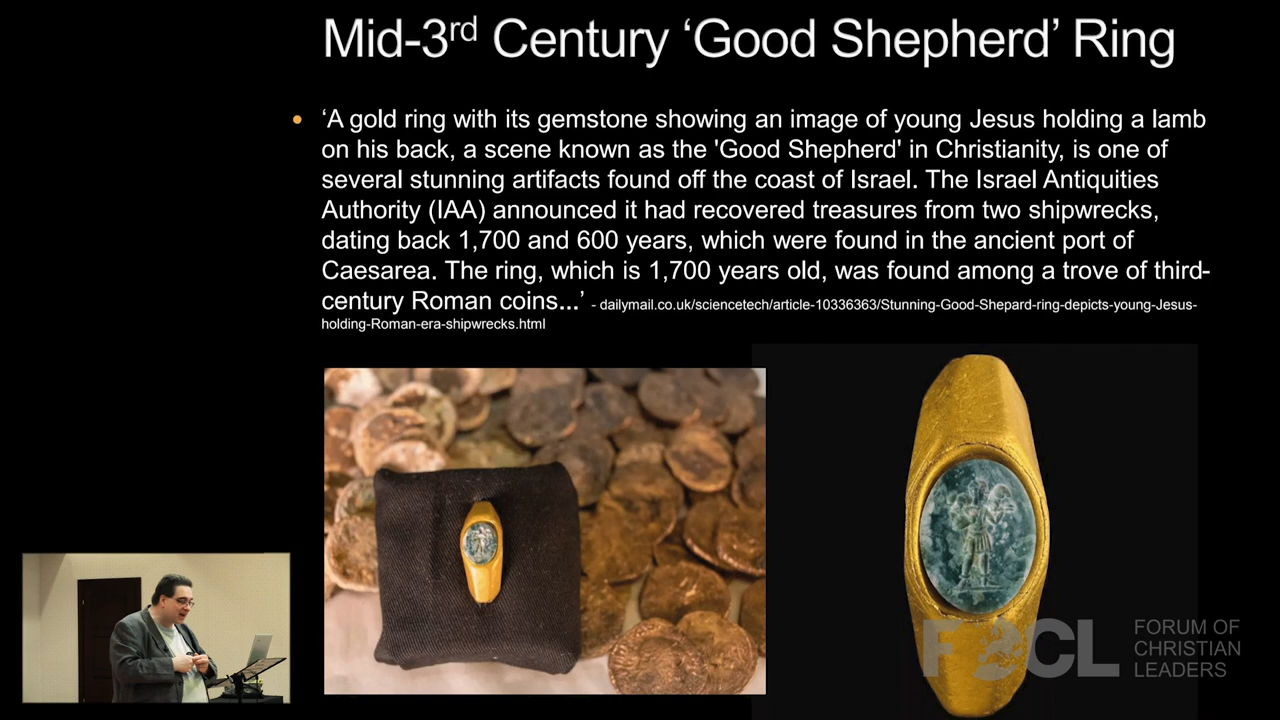 Mid-3rd Century ‘Good Shepherd’ Ring
• ‘A gold ring with its gemstone showing an image of young Jesus holding a lamb
on his back, a scene known as the 'Good Shepherd' in Christianity, is one of
several stunning artifacts found off the coast of Israel. The Israel Antiquities
Authority (IAA) announced it had recovered treasures from two shipwrecks,
dating back 1,700 and 600 years, which were found in the ancient port of
Caesarea. The ring, which is 1,700 years old, was found among a trove of third-
century Roman coins...’ - dailymail.co.uk/sciencetech/article-10336363/Stunning-Good-Shepard-ring-depicts-young-Jesus-
holding-Roman-era-shipwrecks.html
FOCL
FORUM OF
CHRISTIAN
LEADERS